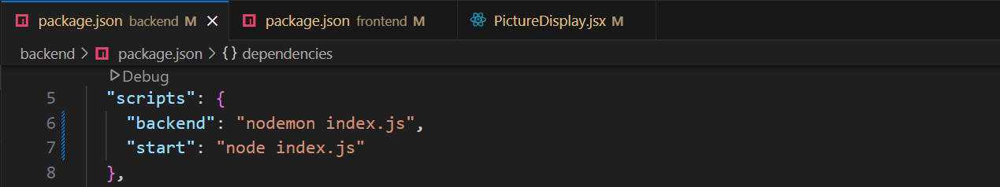 package.json backend M package.json frontend M PictureDisplay.jsx M
backend > package.json > {} dependencies
Debug
5 "scripts": {
6 "backend": "nodemon index.js",
7 "start": "node index.js"
8 },